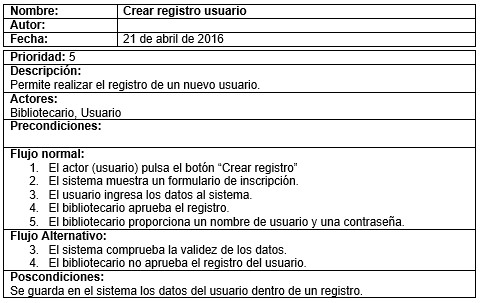 Nombre: Crear registro usuario
Autor:
Fecha: 21 de abril de 2016
Prioridad: 5
Descripción:
Permite realizar el registro de un nuevo usuario.
Actores:
Bibliotecario, Usuario
Precondiciones:
Flujo normal:
1. El actor (usuario) pulsa el botón “Crear registro”
2. El sistema muestra un formulario de inscripción.
3. El usuario ingresa los datos al sistema.
4. El bibliotecario aprueba el registro.
5. El bibliotecario proporciona un nombre de usuario y una contraseña.
Flujo Alternativo:
3. El sistema comprueba la validez de los datos.
4. El bibliotecario no aprueba el registro del usuario.
Poscondiciones:
Se guarda en el sistema los datos del usuario dentro de un registro.